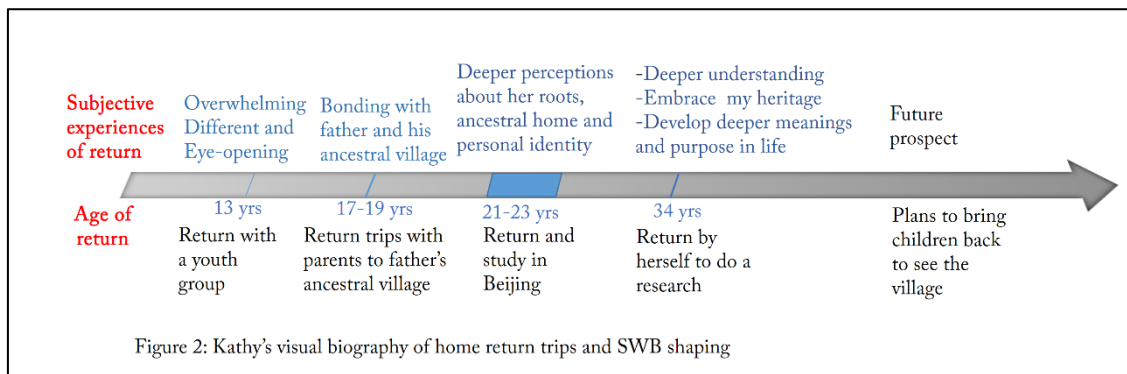 Subjective
experiences
of return
Overwhelming
Different and
Eye-opening
Bonding with
father and his
ancestral village
Deeper perceptions
about her roots,
ancestral home and
personal identity
-Deeper understanding
-Embrace my heritage
-Develop deeper meanings
and purpose in life
Future
prospect
Age of
return
13 yrs
Return with
a youth
group
17-19 yrs
Return trips with
parents to father's
ancestral village
21-23 yrs
Return and
study in
Beijing
34 yrs
Return by
herself to do a
research
Plans to bring
children back
to see the
village
Figure 2: Kathy's visual biography of home return trips and SWB shaping